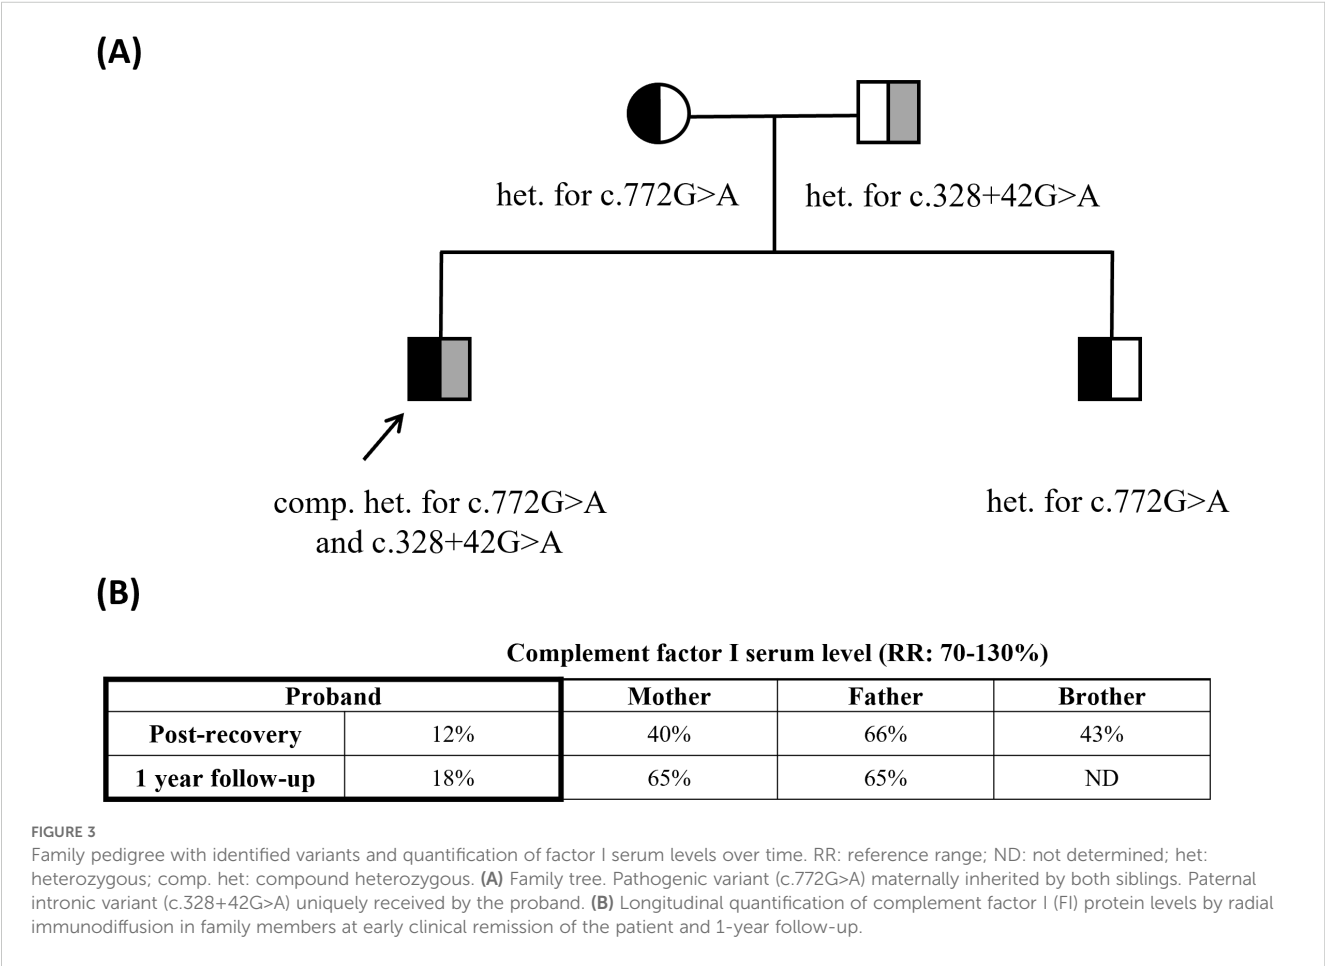 (A)
het. for c.772G>A
het. for c.328+42G>A
comp. het. for c.772G>A
and c.328+42G>A
het. for c.772G>A
(B)
Complement factor I serum level (RR: 70-130%)
Proband Mother Father Brother
Post-recovery 12% 40% 66% 43%
1 year follow-up 18% 65% 65% ND
FIGURE 3
Family pedigree with identified variants and quantification of factor I serum levels over time. RR: reference range; ND: not determined; het:
heterozygous; comp. het: compound heterozygous. (A) Family tree. Pathogenic variant (c.772G>A) maternally inherited by both siblings. Paternal
intronic variant (c.328+42G>A) uniquely received by the proband. (B) Longitudinal quantification of complement factor I (FI) protein levels by radial
immunodiffusion in family members at early clinical remission of the patient and 1-year follow-up.